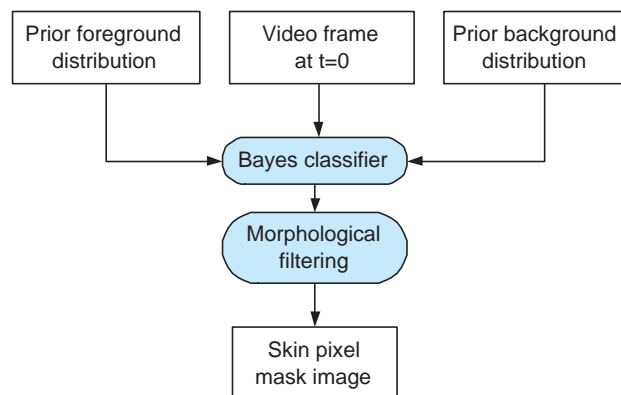 Prior foreground
distribution
Video frame
at t=0
Prior background
distribution
Bayes classifier
Morphological
filtering
Skin pixel
mask image